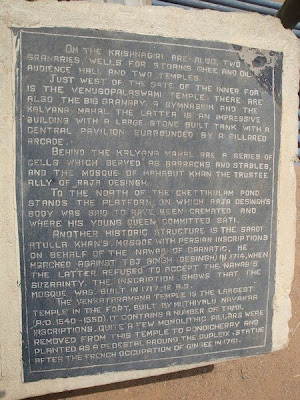 ON THE KRISHNAGIRI ARE ALSO, TWO
GRANARIES, WELLS FOR STORING GHEE AND OIL,
AUDIENCE HALL AND TWO TEMPLES.
JUST WEST OF THE GATE OF THE INNER FORT
IS THE VENUGOPALASWAMI TEMPLE. THERE ARE
ALSO THE BIG GRANARY, A GYMNASIUM AND THE
KALYANA MAHAL. THE LATTER IS AN IMPRESSIVE
BUILDING WITH A LARGE STONE BUILT TANK WITH A
CENTRAL PAVILION SURROUNDED BY A PILLARED
ARCADE.
BEHIND THE KALYANA MAHAL ARE A SERIES OF
CELLS WHICH SERVED AS BARRACKS AND STABLES,
AND THE MOSQUE OF MAHABUT KHAN THE TRUSTEE
ALLY OF RAJA DESINGH.
TO THE NORTH OF THE CHETTIKULAM POND
STANDS THE PLATFORM, ON WHICH RAJA DESINGH'S
BODY WAS SAID TO HAVE BEEN CREMATED AND
WHERE HIS YOUNG QUEEN COMMITTED SATI.
ANOTHER HISTORIC STRUCTURE IS THE SAADAT
ATULLA KHAN'S MOSQUE WITH PERSIAN INSCRIPTIONS
ON BEHALF OF THE NAWAB OF CARNATIC, HE
MARCHED AGAINST TEJ SINGH (DESINGH) IN 1714, WHEN
THE LATTER REFUSED TO ACCEPT THE NAWAB'S
SUZARINTY. THE INSCRIPTION SHOWS THAT THE
MOSQUE WAS BUILT IN 1717-18 A.D.
THE VENKATARAMANA TEMPLE IS THE LARGEST
TEMPLE IN THE FORT, BUILT BY MUTHYALU NAYAKAR
(A.D. 1540-1550). IT CONTAINS A NUMBER OF TAMIL
INSCRIPTIONS. QUITE A FEW MONOLITHIC PILLARS WERE
REMOVED FROM THIS TEMPLE TO PONDICHERRY AND
PLANTED AS A PEDESTAL AROUND THE DUPLEIX-STATUE
AFTER THE FRENCH OCCUPATION OF GINGEE IN 1751.